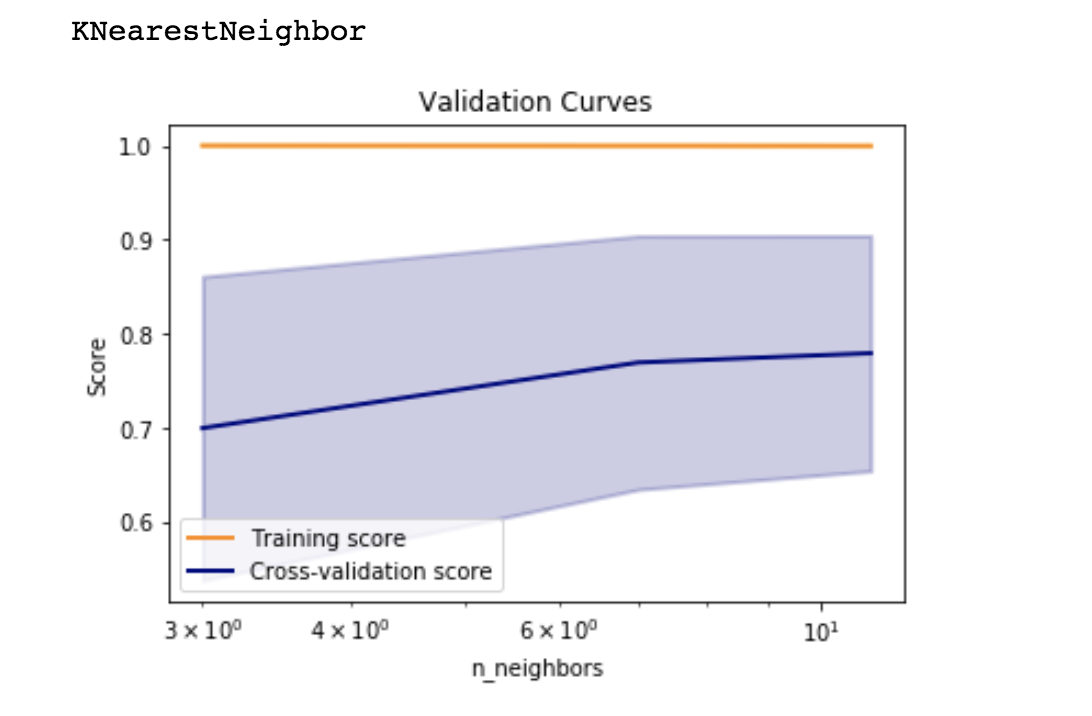 KNearestNeighbor
Validation Curves
1.0
0.9
0.8
0.7
0.6
Score
Training score
Cross-validation score
3 × 10⁰ 4 × 10⁰ 6 × 10⁰ 10¹
n_neighbors